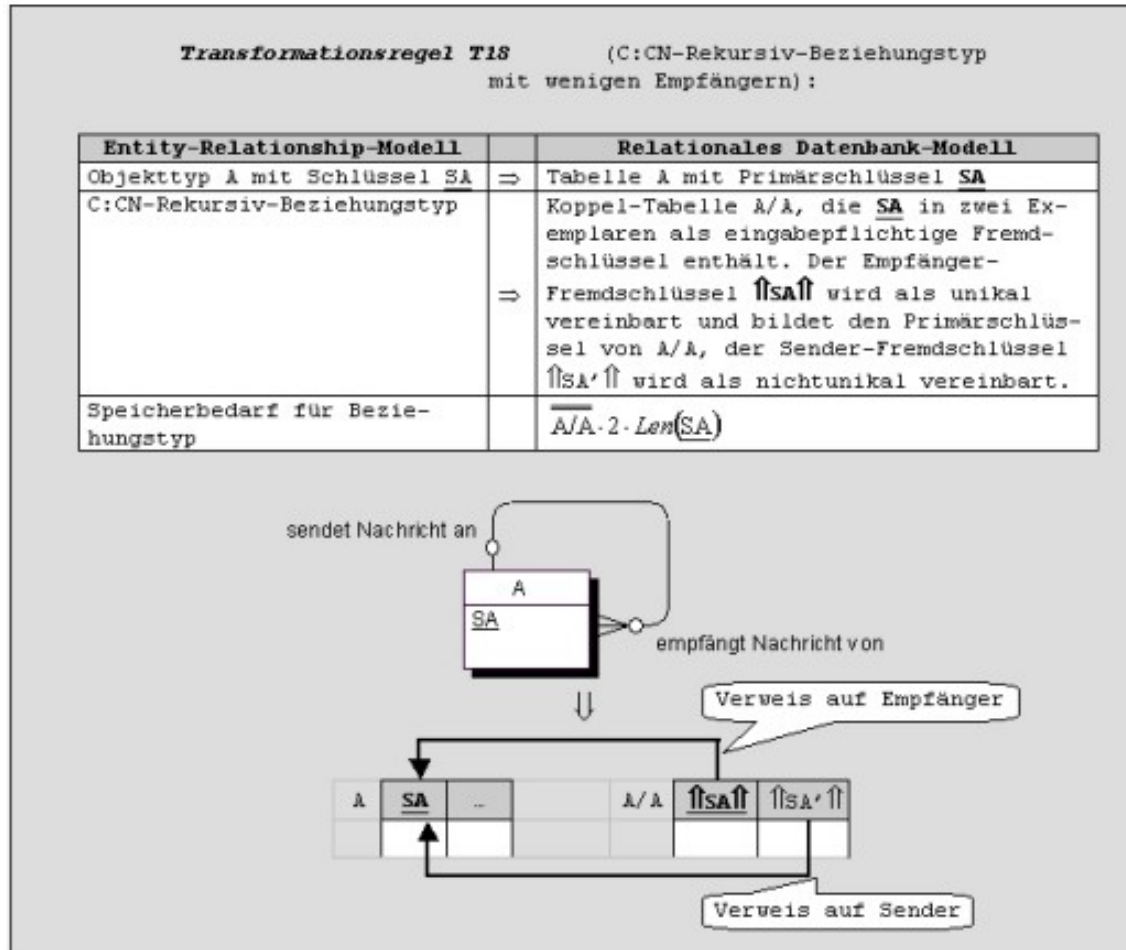 Transformationsregel T18 (C:CN-Rekursiv-Beziehungstyp
mit wenigen Empfängern):
Entity-Relationship-Modell Relationales Datenbank-Modell
Objekttyp A mit Schlüssel SA ⇒ Tabelle A mit Primärschlüssel SA
C:CN-Rekursiv-Beziehungstyp ⇒ Koppel-Tabelle A/A, die SA in zwei Ex-
emplaren als eingabepflichtige Fremd-
schlüssel enthält. Der Empfänger-
Fremdschlüssel ⇑SA⇑ wird als unikal
vereinbart und bildet den Primärschlüs-
sel von A/A, der Sender-Fremdschlüssel
⇑SA'⇑ wird als nichtunikal vereinbart.
Speicherbedarf für Bezie-
hungstyp
A/A · 2 · Len(SA)
sendet Nachricht an
A
SA
empfängt Nachricht von
⇓
Verweis auf Empfänger
A SA … A/A ⇑SA⇑ ⇑SA'⇑
Verweis auf Sender